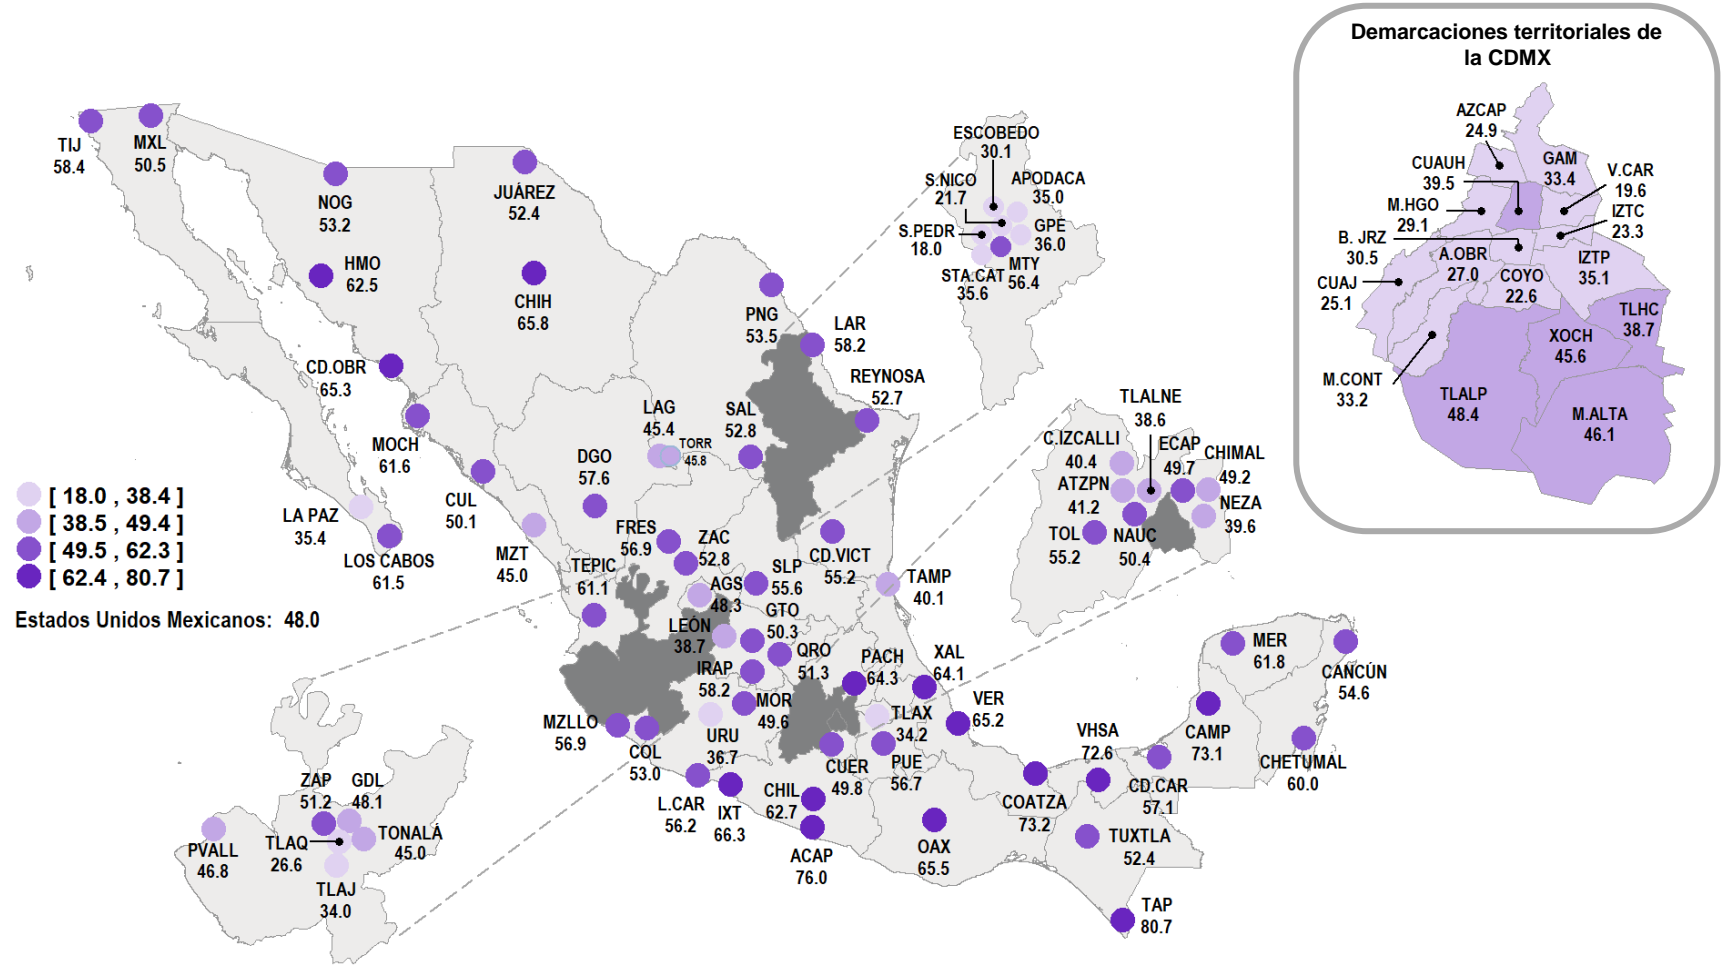 Demarcaciones territoriales de
la CDMX
AZCAP
24.9
CUAUH
39.5
GAM
33.4
V.CAR
19.6
M.HGO
29.1
IZTC
23.3
B. JRZ
30.5
A.OBR
27.0
COYO
22.6
IZTP
35.1
CUAJ
25.1
TLHC
38.7
XOCH
45.6
M.CONT
33.2
TLALP
48.4
M.ALTA
46.1
TIJ
58.4
MXL
50.5
NOG
53.2
JUÁREZ
52.4
HMO
62.5
CHIH
65.8
CD.OBR
65.3
MOCH
61.6
CUL
50.1
LA PAZ
35.4
LOS CABOS
61.5
MZT
45.0
DGO
57.6
LAG
45.4
TORR
45.8
SAL
52.8
PNG
53.5
LAR
58.2
REYNOSA
52.7
ESCOBEDO
30.1
S.NICO
21.7
APODACA
35.0
S.PEDR
18.0
GPE
36.0
STA.CAT
35.6
MTY
56.4
[ 18.0 , 38.4 ]
[ 38.5 , 49.4 ]
[ 49.5 , 62.3 ]
[ 62.4 , 80.7 ]
Estados Unidos Mexicanos: 48.0
FRES
56.9
ZAC
52.8
TEPIC
61.1
AGS
48.3
SLP
55.6
CD.VICT
55.2
TAMP
40.1
LEÓN
38.7
GTO
50.3
QRO
51.3
IRAP
58.2
PACH
64.3
XAL
64.1
MOR
49.6
MZLLO
56.9
COL
53.0
URU
36.7
TLAX
34.2
VER
65.2
CUER
49.8
PUE
56.7
L.CAR
56.2
IXT
66.3
CHIL
62.7
ACAP
76.0
OAX
65.5
COATZA
73.2
VHSA
72.6
CD.CAR
57.1
CAMP
73.1
MER
61.8
CANCÚN
54.6
CHETUMAL
60.0
TUXTLA
52.4
TAP
80.7
TLALNE
38.6
C.IZCALLI
40.4
ECAP
49.7
CHIMAL
49.2
ATZPN
41.2
NEZA
39.6
TOL
55.2
NAUC
50.4
ZAP
51.2
GDL
48.1
PVALL
46.8
TLAQ
26.6
TONALÁ
45.0
TLAJ
34.0